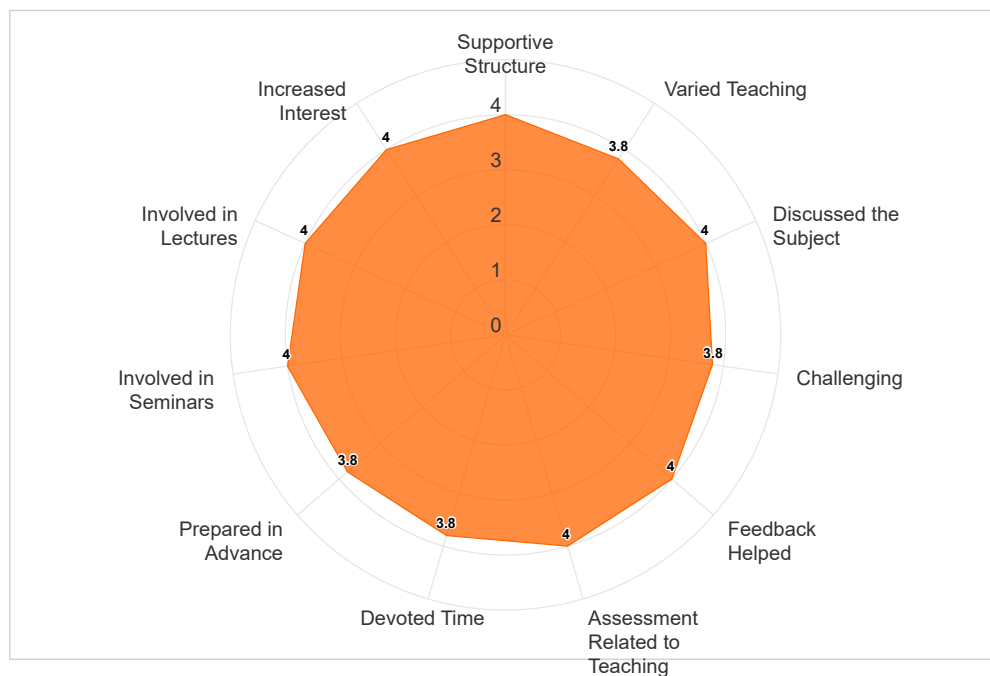 Supportive
Structure
Increased
Interest
Varied Teaching
4
4
3.8
3
Involved in
Lectures
4
2
4
Discussed the
Subject
1
0
Involved in
Seminars
4
3.8
Challenging
3.8
4
Prepared in
Advance
3.8
4
Feedback
Helped
Devoted Time
Assessment
Related to
Teaching